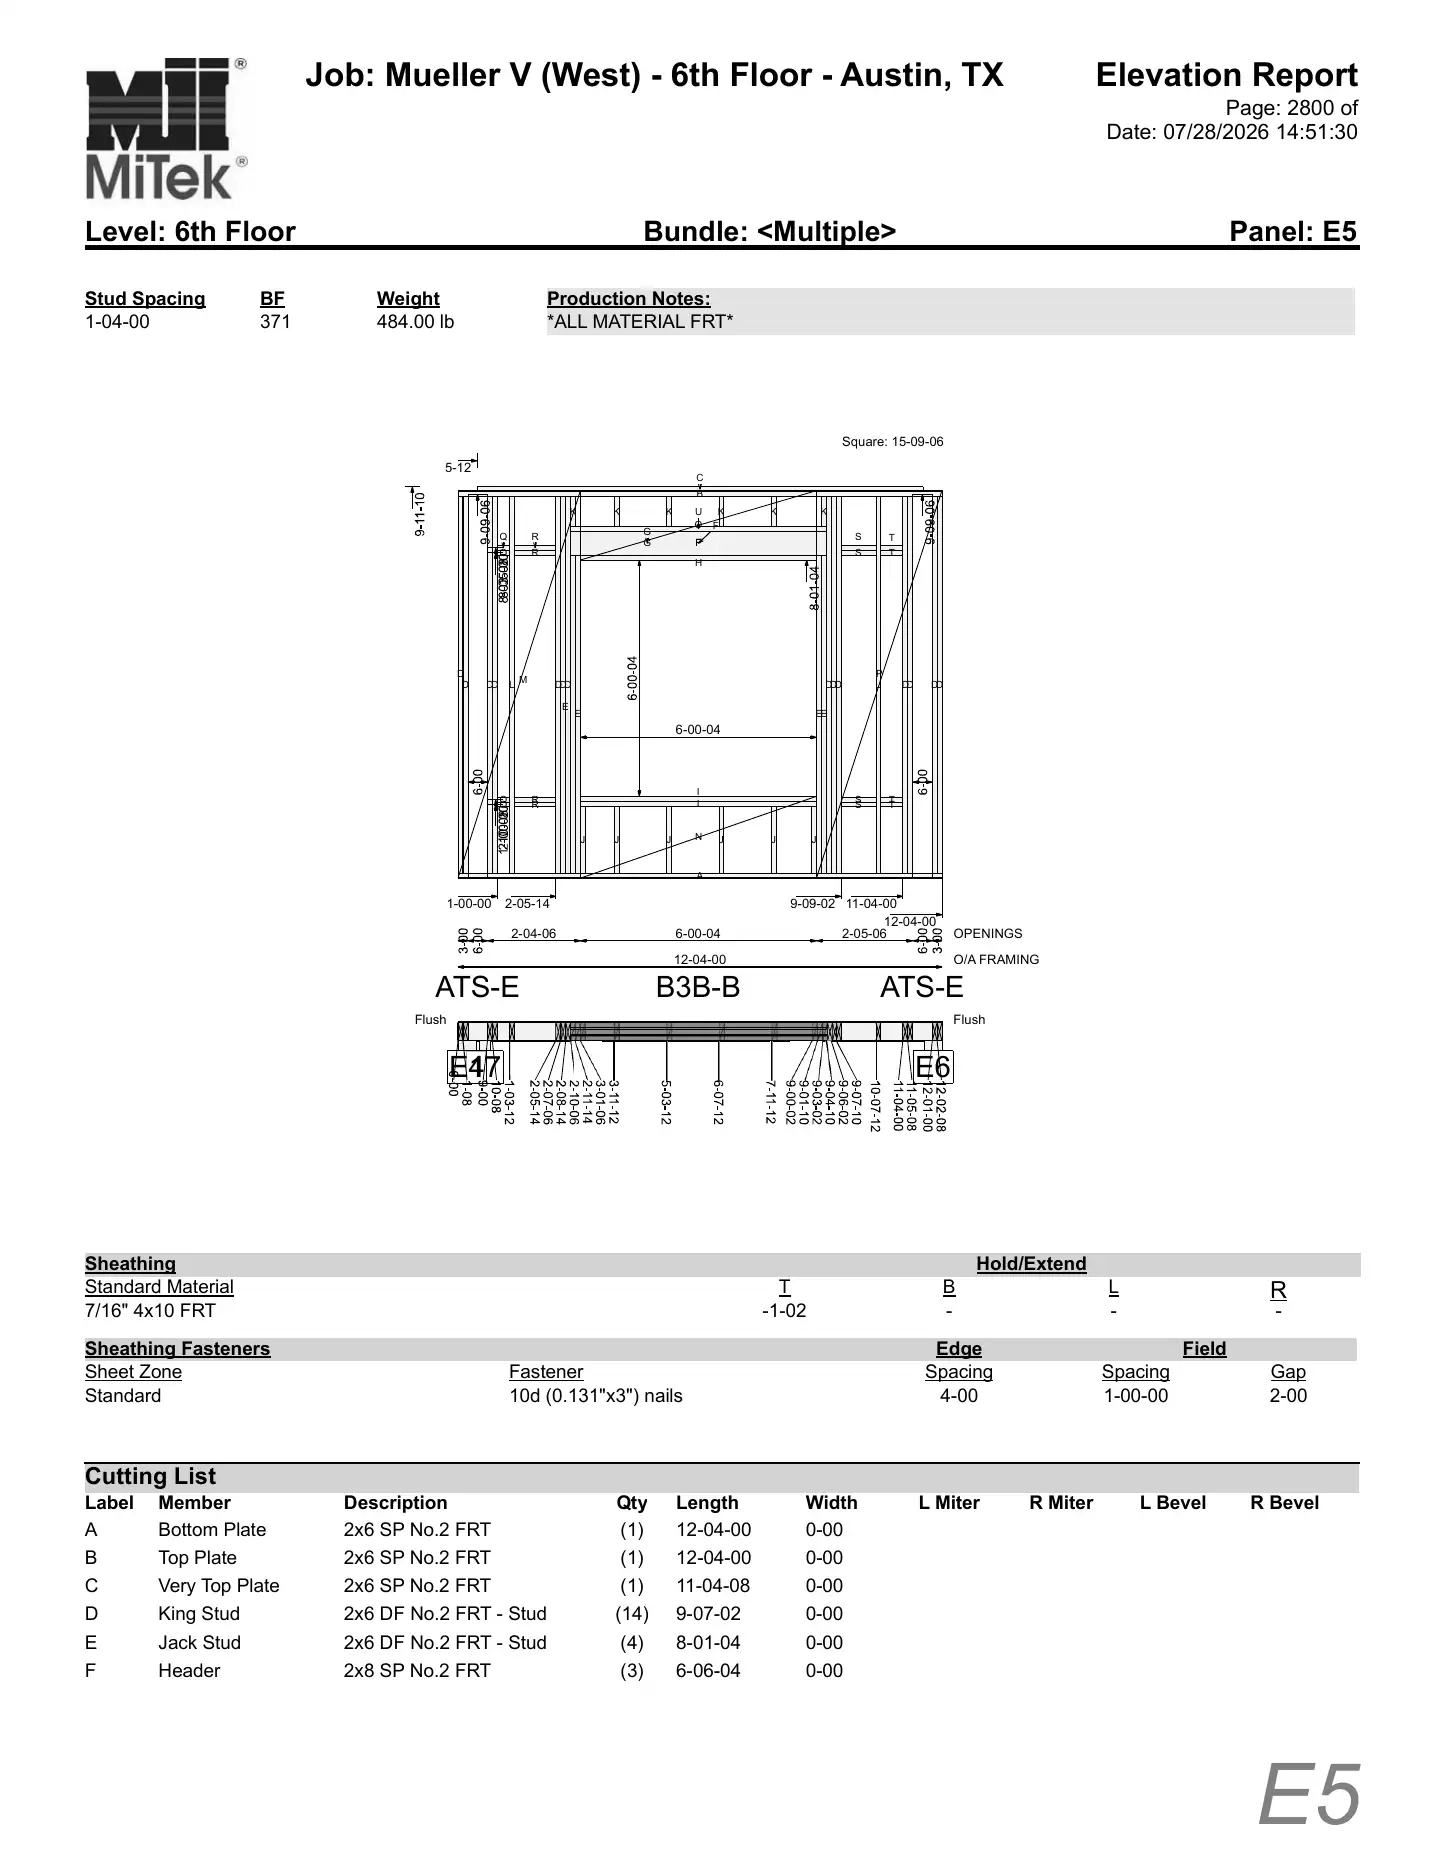 Job: Mueller V (West) - 6th Floor - Austin, TX
Elevation Report
Page: 2800 of
Date: 07/28/2026 14:51:30
MiTek
Level: 6th Floor Bundle: <Multiple> Panel: E5
Stud Spacing BF Weight Production Notes:
1-04-00 371 484.00 lb *ALL MATERIAL FRT*
Square: 15-09-06
5-12
9-11-10
9-09-06
9-09-06
C
B
K K K U K K K
O F
G
G P
H
Q R S T
R S T
8-01-04
6-00-04
6-00-04
D
D D D L M D D
E
E
E E D D
P
D D D D
6-00
6-00
I
I
R S T
R S T
J J J N J J J
A
1-00-00 2-05-14 9-09-02 11-04-00
12-04-00
3-00 6-00 2-04-06 6-00-04 2-05-06 6-00 3-00 OPENINGS
12-04-00 O/A FRAMING
ATS-E B3B-B ATS-E
Flush Flush
E47 E6
1-08 9-00 10-08 1-03-12 2-05-14 2-07-06 2-08-14 2-10-06 2-11-14 3-01-06 3-11-12 5-03-12 6-07-12 7-11-12 9-00-02 9-01-10 9-03-02 9-04-10 9-06-02 9-07-10 10-07-12 11-04-00 11-05-08 12-01-00 12-02-08
Sheathing Hold/Extend
Standard Material T B L R
7/16" 4x10 FRT -1-02 - - -
Sheathing Fasteners Edge Field
Sheet Zone Fastener Spacing Spacing Gap
Standard 10d (0.131"x3") nails 4-00 1-00-00 2-00
Cutting List
Label Member Description Qty Length Width L Miter R Miter L Bevel R Bevel
A Bottom Plate 2x6 SP No.2 FRT (1) 12-04-00 0-00
B Top Plate 2x6 SP No.2 FRT (1) 12-04-00 0-00
C Very Top Plate 2x6 SP No.2 FRT (1) 11-04-08 0-00
D King Stud 2x6 DF No.2 FRT - Stud (14) 9-07-02 0-00
E Jack Stud 2x6 DF No.2 FRT - Stud (4) 8-01-04 0-00
F Header 2x8 SP No.2 FRT (3) 6-06-04 0-00
E5